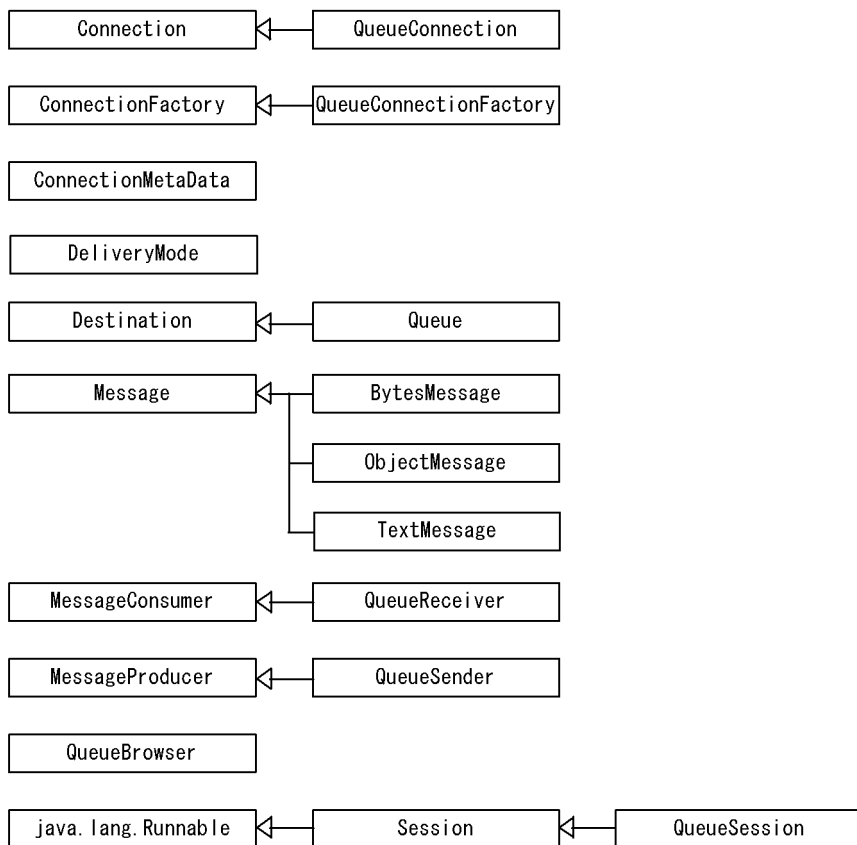 Connection
QueueConnection
ConnectionFactory
QueueConnectionFactory
ConnectionMetaData
DeliveryMode
Destination
Queue
Message
BytesMessage
ObjectMessage
TextMessage
MessageConsumer
QueueReceiver
MessageProducer
QueueSender
QueueBrowser
java.lang.Runnable
Session
QueueSession